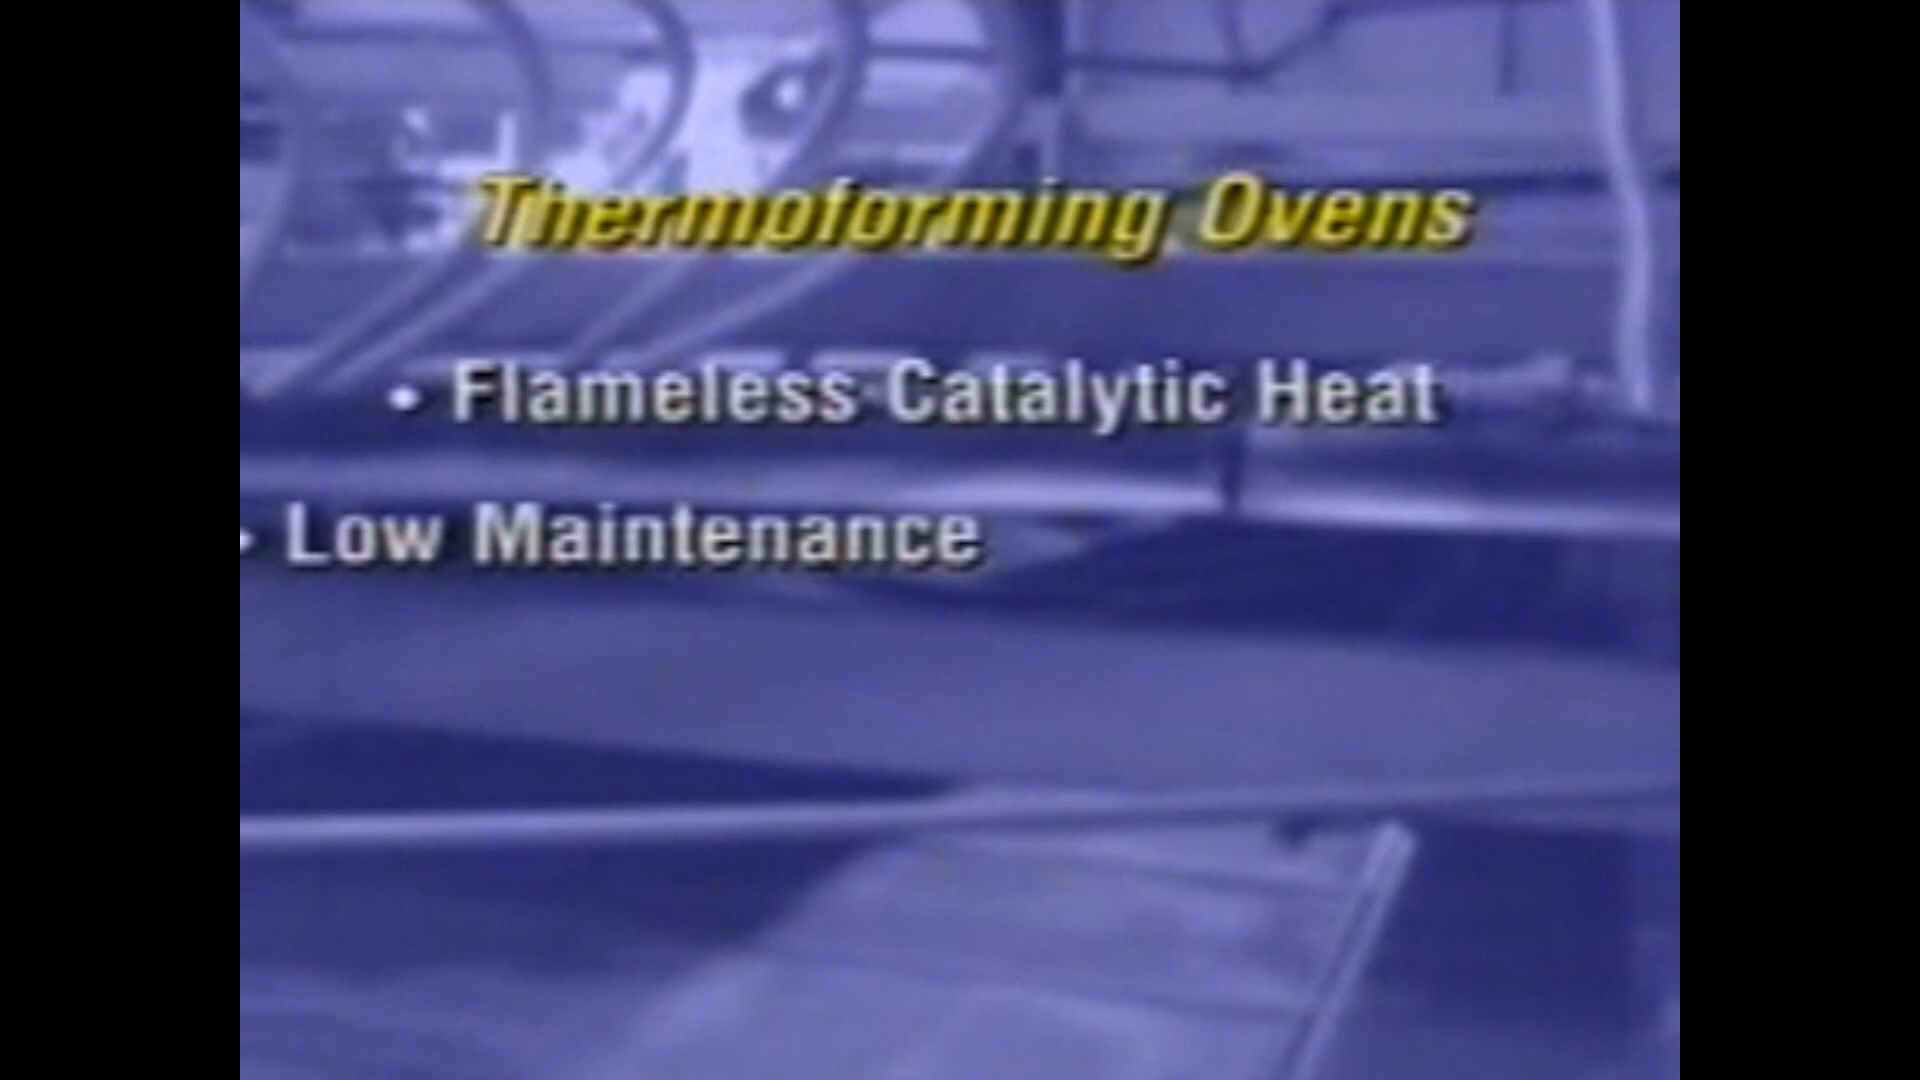 Thermoforming Ovens
• Flameless Catalytic Heat
• Low Maintenance